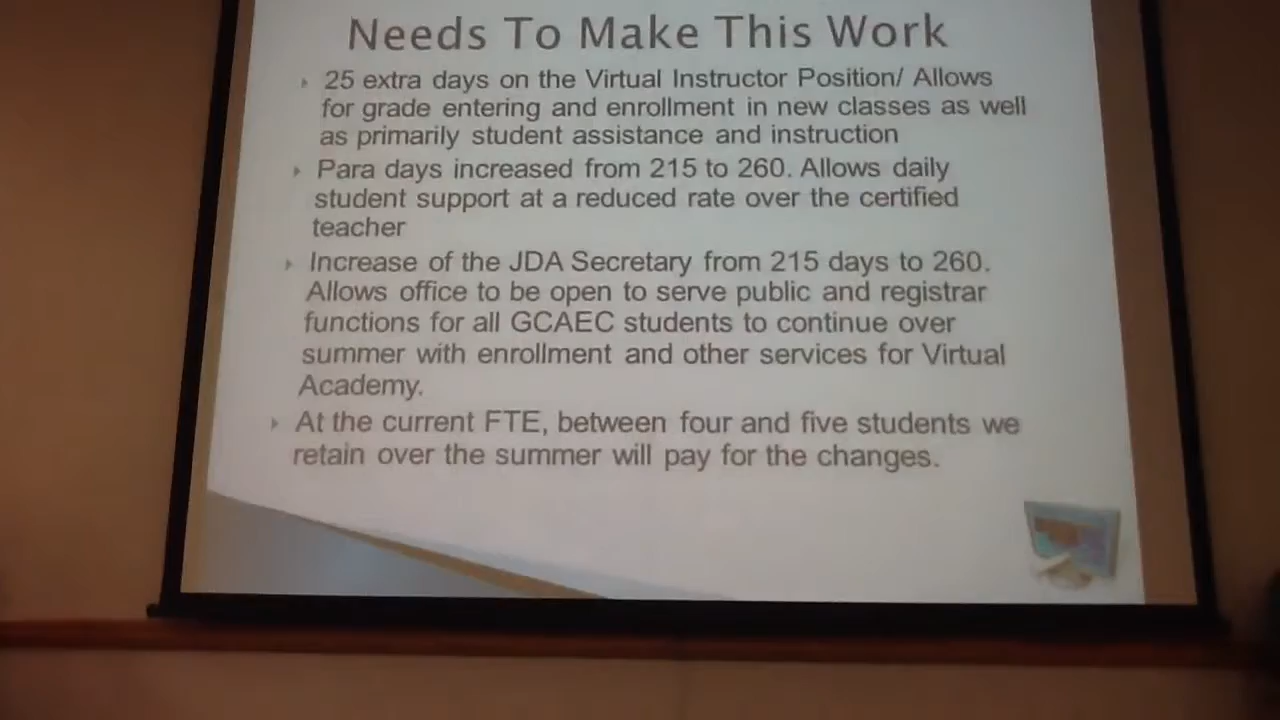 Needs To Make This Work
25 extra days on the Virtual Instructor Position/ Allows
for grade entering and enrollment in new classes as well
as primarily student assistance and instruction
Para days increased from 215 to 260. Allows daily
student support at a reduced rate over the certified
teacher
Increase of the JDA Secretary from 215 days to 260.
Allows office to be open to serve public and registrar
functions for all GCAEC students to continue over
summer with enrollment and other services for Virtual
Academy.
At the current FTE, between four and five students we
retain over the summer will pay for the changes.